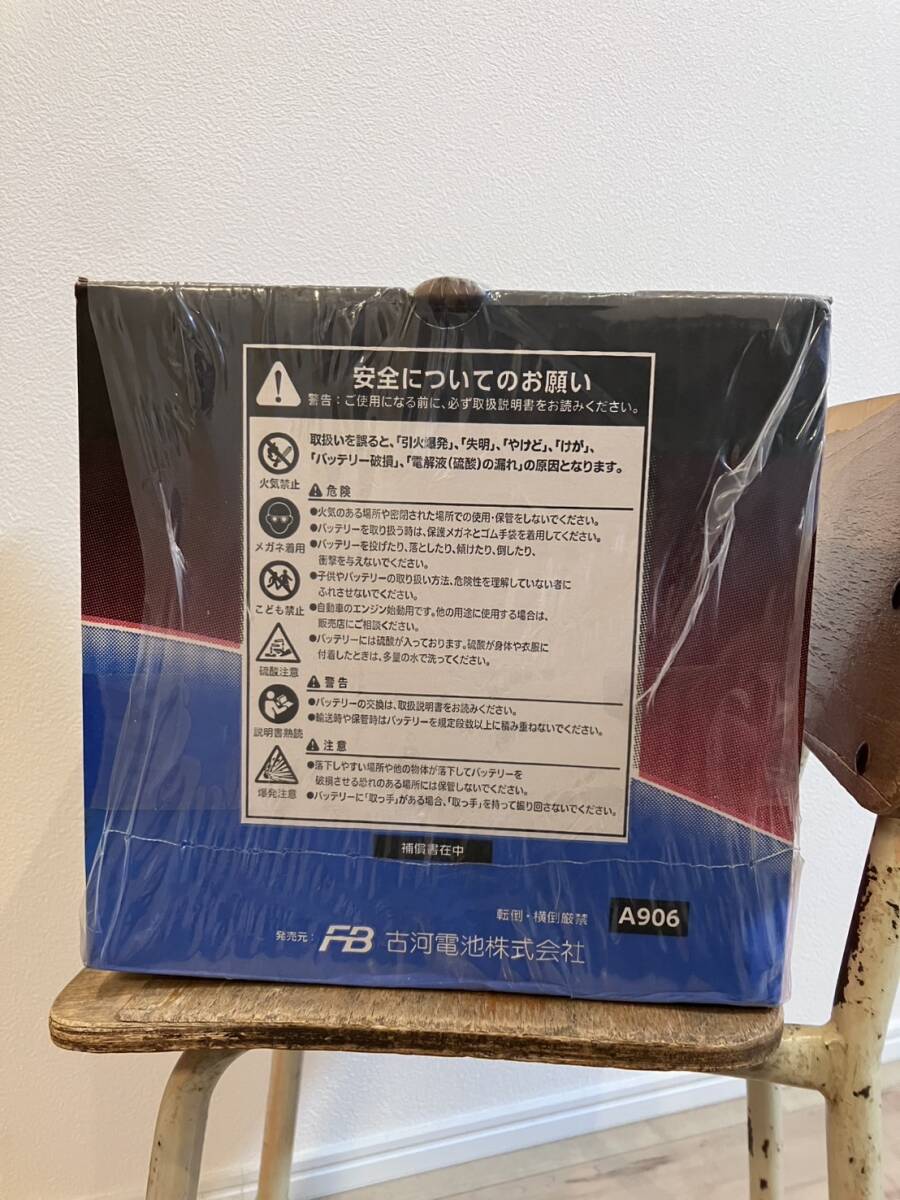 安全についてのお願い
警告：ご使用になる前に、必ず取扱説明書をお読みください。
取扱いを誤ると、「引火爆発」、「失明」、「やけど」、「けが」、
「バッテリー破損」、「電解液(硫酸)の漏れ」の原因となります。
火気禁止
危険
●火気のある場所や密閉された場所での使用・保管をしないでください。
●バッテリーを取り扱う時は、保護メガネとゴム手袋を着用してください。
メガネ着用
●バッテリーを投げたり、落としたり、傾けたり、倒したり、
衝撃を与えないでください。
●子供やバッテリーの取り扱い方法、危険性を理解していない者に
ふれさせないでください。
こども禁止
●自動車のエンジン始動用です。他の用途に使用する場合は、
販売店にご相談ください。
●バッテリーには硫酸が入っております。硫酸が身体や衣服に
付着したときは、多量の水で洗ってください。
硫酸注意
警告
●バッテリーの交換は、取扱説明書をお読みください。
●輸送時や保管時はバッテリーを規定段数以上に積み重ねないでください。
説明書熟読
注意
●落下しやすい場所や他の物体が落下してバッテリーを
破損させる恐れのある場所には保管しないでください。
爆発注意
●バッテリーに「取っ手」がある場合、「取っ手」を持って振り回さないでください。
補償書在中
転倒・横倒厳禁 A906
発売元： FB 古河電池株式会社